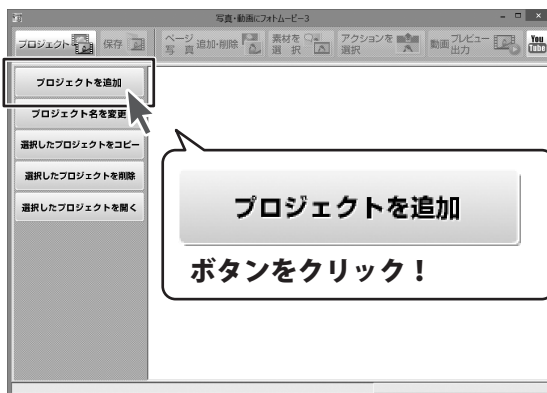 写真・動画にフォトムービー3
プロジェクト 保存 ページ 追加・削除 素材を アクションを 動画 プレビュー You
写 真 選 択 選択 出力 Tube
プロジェクトを追加
プロジェクト名を変更
選択したプロジェクトをコピー
選択したプロジェクトを削除
選択したプロジェクトを開く
プロジェクトを追加
ボタンをクリック！